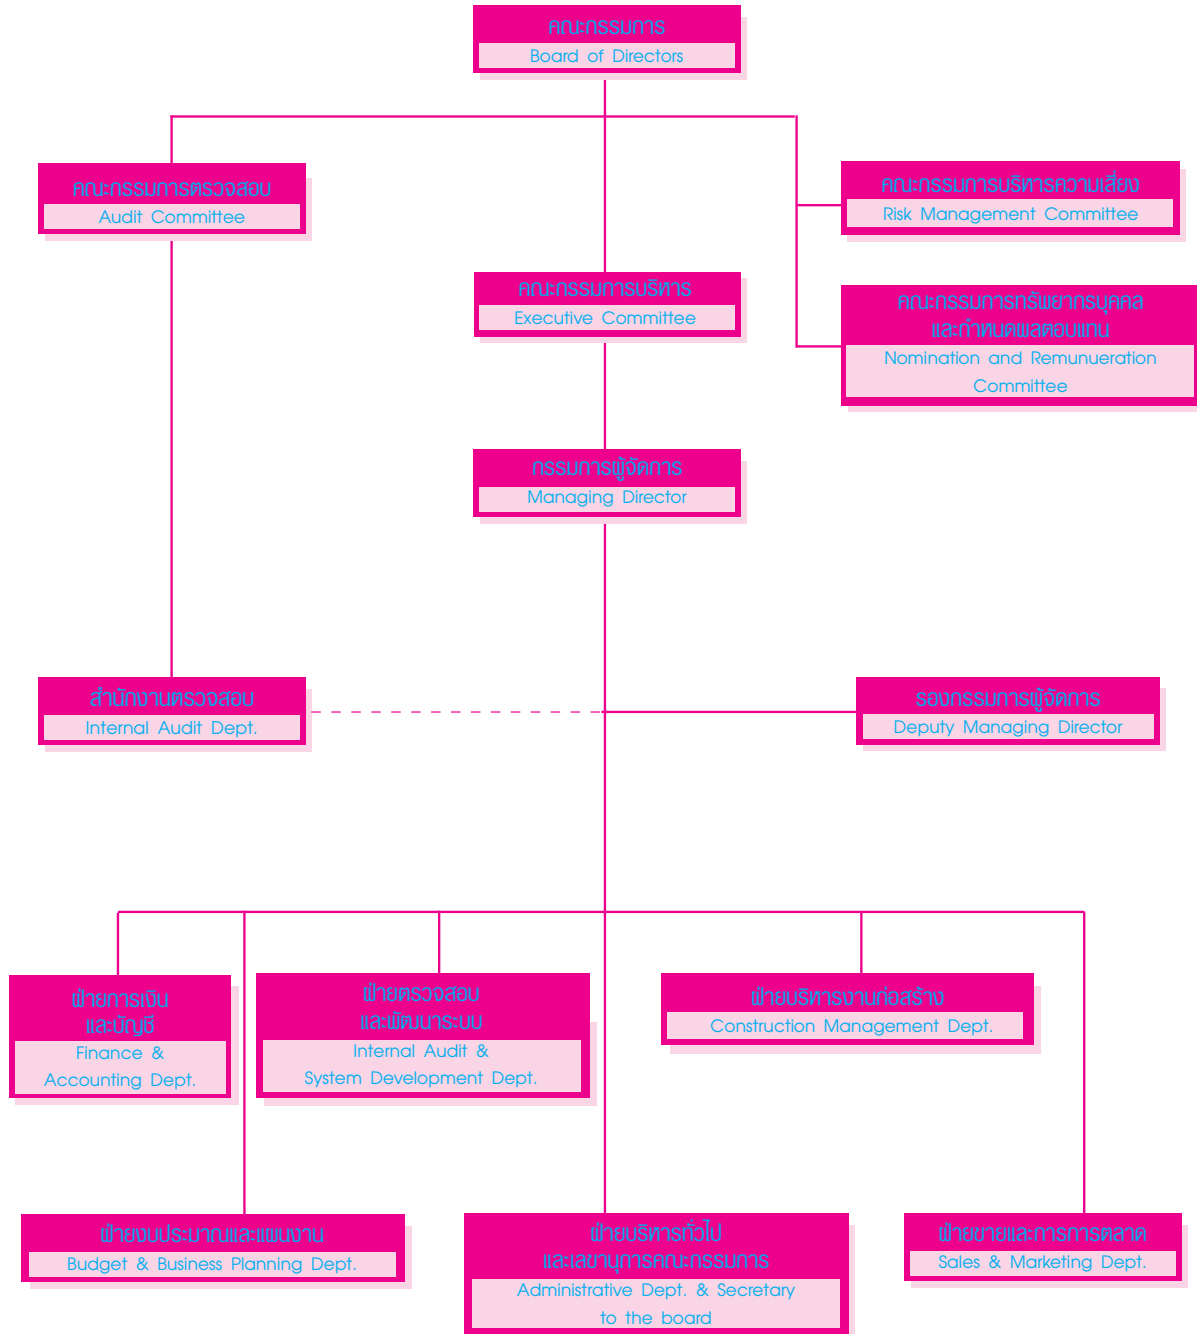 คณะกรรมการ
Board of Directors
คณะกรรมการตรวจสอบ
Audit Committee
คณะกรรมการบริหารความเสี่ยง
Risk Management Committee
คณะกรรมการบริหาร
Executive Committee
คณะกรรมการทรัพยากรบุคคล
และกำหนดผลตอบแทน
Nomination and Remunueration
Committee
กรรมการผู้จัดการ
Managing Director
สำนักงานตรวจสอบ
Internal Audit Dept.
รองกรรมการผู้จัดการ
Deputy Managing Director
ฝ่ายการเงิน
และบัญชี
Finance &
Accounting Dept.
ฝ่ายตรวจสอบ
และพัฒนาระบบ
Internal Audit &
System Development Dept.
ฝ่ายบริหารงานก่อสร้าง
Construction Management Dept.
ฝ่ายงบประมาณและแผนงาน
Budget & Business Planning Dept.
ฝ่ายบริหารทั่วไป
และเลขานุการคณะกรรมการ
Administrative Dept. & Secretary
to the board
ฝ่ายขายและการการตลาด
Sales & Marketing Dept.